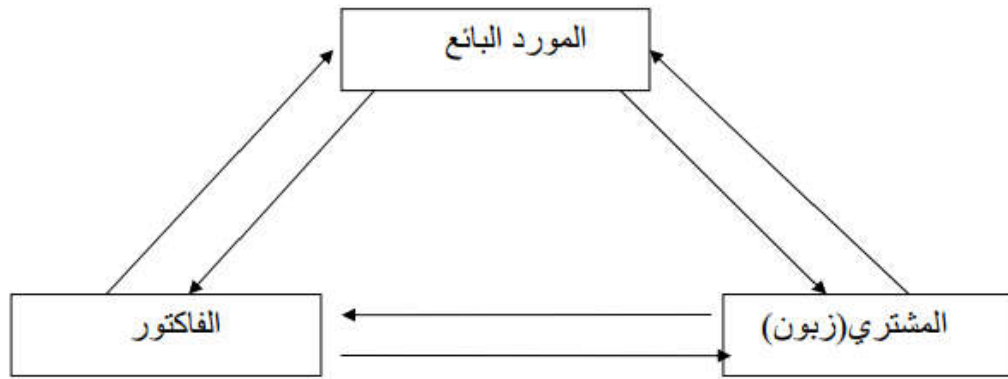 المورد البائع
المشتري(زبون)
الفاكتور